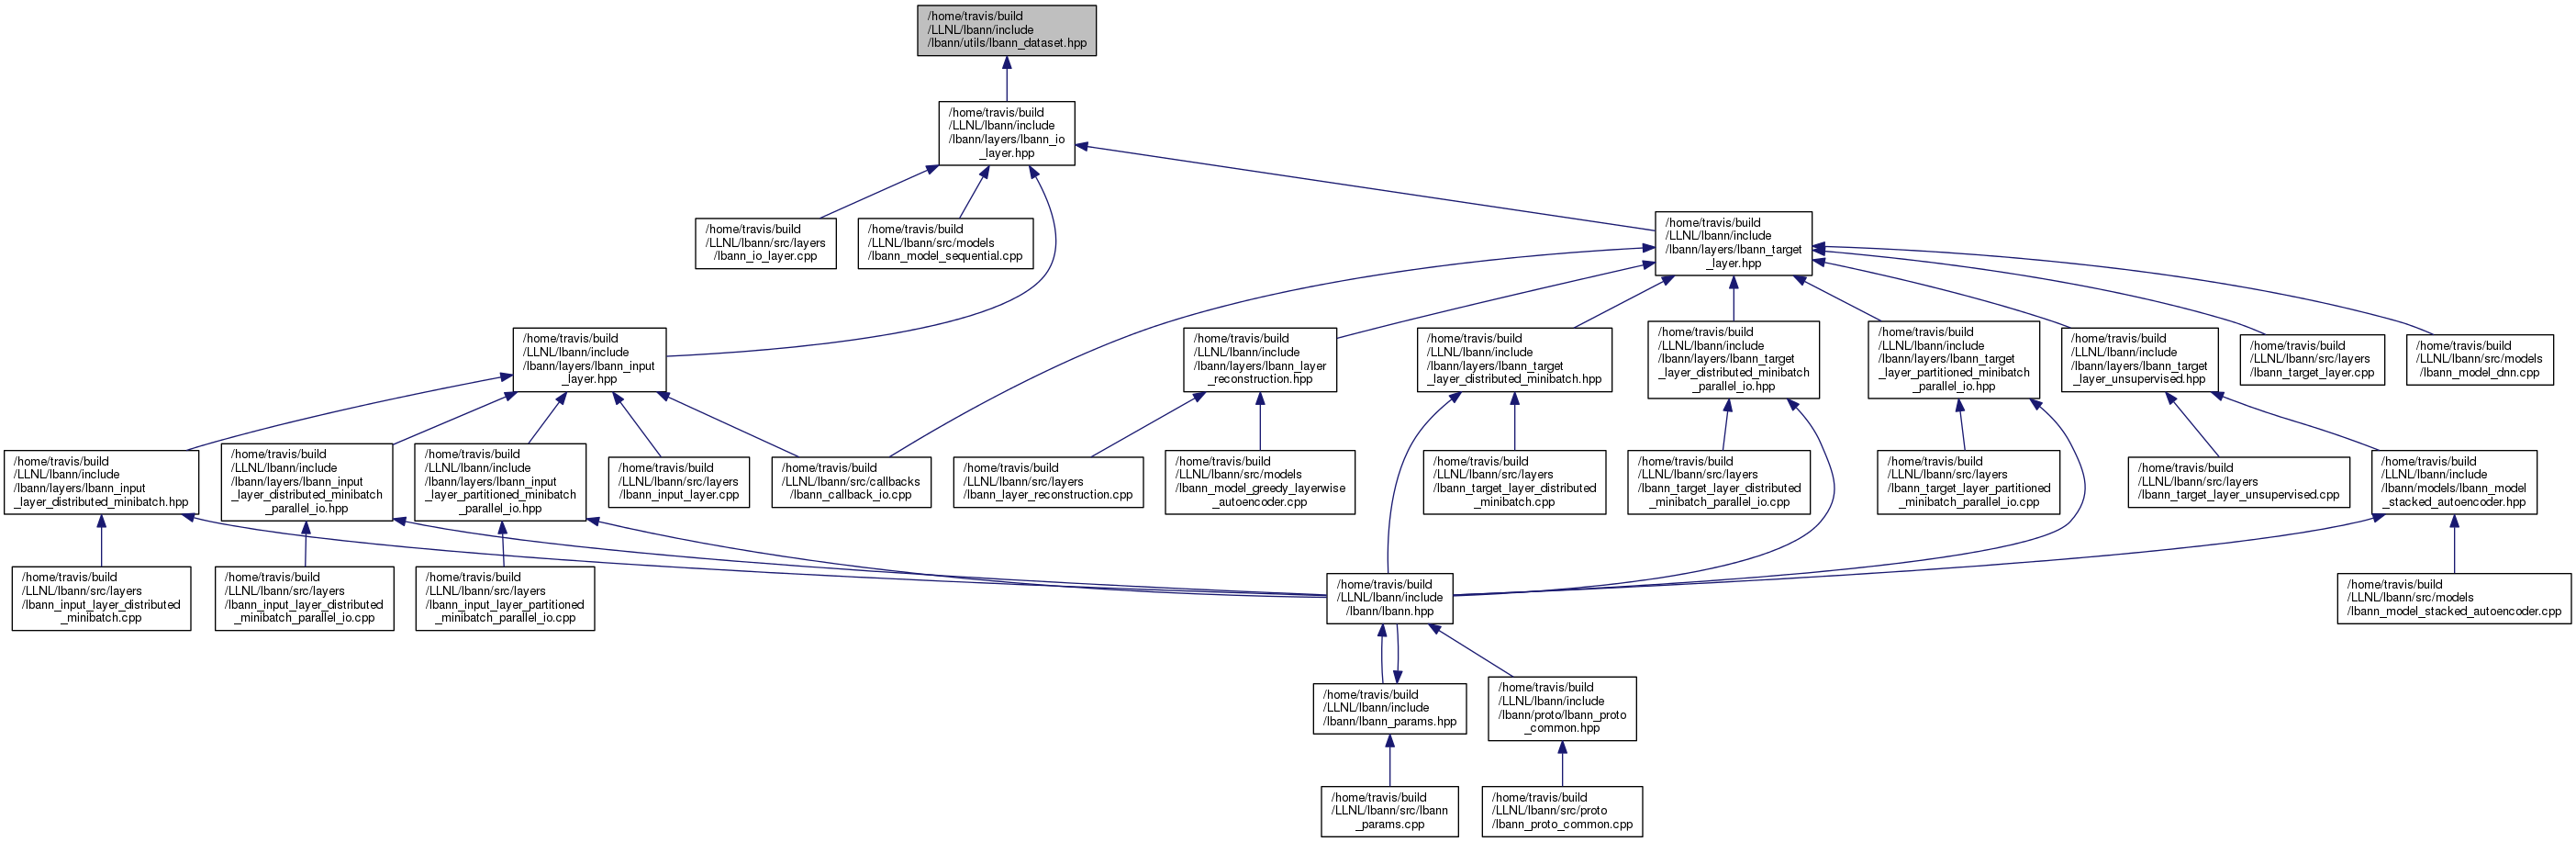 /home/travis/build
/LLNL/lbann/include
/lbann/utils/lbann_dataset.hpp
/home/travis/build
/LLNL/lbann/include
/lbann/layers/lbann_io
_layer.hpp
/home/travis/build
/LLNL/lbann/src/layers
/lbann_io_layer.cpp
/home/travis/build
/LLNL/lbann/src/models
/lbann_model_sequential.cpp
/home/travis/build
/LLNL/lbann/include
/lbann/layers/lbann_target
_layer.hpp
/home/travis/build
/LLNL/lbann/include
/lbann/layers/lbann_input
_layer.hpp
/home/travis/build
/LLNL/lbann/include
/lbann/layers/lbann_layer
_reconstruction.hpp
/home/travis/build
/LLNL/lbann/include
/lbann/layers/lbann_target
_layer_distributed_minibatch.hpp
/home/travis/build
/LLNL/lbann/include
/lbann/layers/lbann_target
_layer_distributed_minibatch
_parallel_io.hpp
/home/travis/build
/LLNL/lbann/include
/lbann/layers/lbann_target
_layer_partitioned_minibatch
_parallel_io.hpp
/home/travis/build
/LLNL/lbann/include
/lbann/layers/lbann_target
_layer_unsupervised.hpp
/home/travis/build
/LLNL/lbann/src/layers
/lbann_target_layer.cpp
/home/travis/build
/LLNL/lbann/src/models
/lbann_model_dnn.cpp
/home/travis/build
/LLNL/lbann/include
/lbann/layers/lbann_input
_layer_distributed_minibatch.hpp
/home/travis/build
/LLNL/lbann/include
/lbann/layers/lbann_input
_layer_distributed_minibatch
_parallel_io.hpp
/home/travis/build
/LLNL/lbann/include
/lbann/layers/lbann_input
_layer_partitioned_minibatch
_parallel_io.hpp
/home/travis/build
/LLNL/lbann/src/layers
/lbann_input_layer.cpp
/home/travis/build
/LLNL/lbann/src/callbacks
/lbann_callback_io.cpp
/home/travis/build
/LLNL/lbann/src/layers
/lbann_layer_reconstruction.cpp
/home/travis/build
/LLNL/lbann/src/models
/lbann_model_greedy_layerwise
_autoencoder.cpp
/home/travis/build
/LLNL/lbann/src/layers
/lbann_target_layer_distributed
_minibatch.cpp
/home/travis/build
/LLNL/lbann/src/layers
/lbann_target_layer_distributed
_minibatch_parallel_io.cpp
/home/travis/build
/LLNL/lbann/src/layers
/lbann_target_layer_partitioned
_minibatch_parallel_io.cpp
/home/travis/build
/LLNL/lbann/src/layers
/lbann_target_layer_unsupervised.cpp
/home/travis/build
/LLNL/lbann/include
/lbann/models/lbann_model
_stacked_autoencoder.hpp
/home/travis/build
/LLNL/lbann/src/layers
/lbann_input_layer_distributed
_minibatch.cpp
/home/travis/build
/LLNL/lbann/src/layers
/lbann_input_layer_distributed
_minibatch_parallel_io.cpp
/home/travis/build
/LLNL/lbann/src/layers
/lbann_input_layer_partitioned
_minibatch_parallel_io.cpp
/home/travis/build
/LLNL/lbann/include
/lbann/lbann.hpp
/home/travis/build
/LLNL/lbann/src/models
/lbann_model_stacked_autoencoder.cpp
/home/travis/build
/LLNL/lbann/include
/lbann/lbann_params.hpp
/home/travis/build
/LLNL/lbann/include
/lbann/proto/lbann_proto
_common.hpp
/home/travis/build
/LLNL/lbann/src/lbann
_params.cpp
/home/travis/build
/LLNL/lbann/src/proto
/lbann_proto_common.cpp